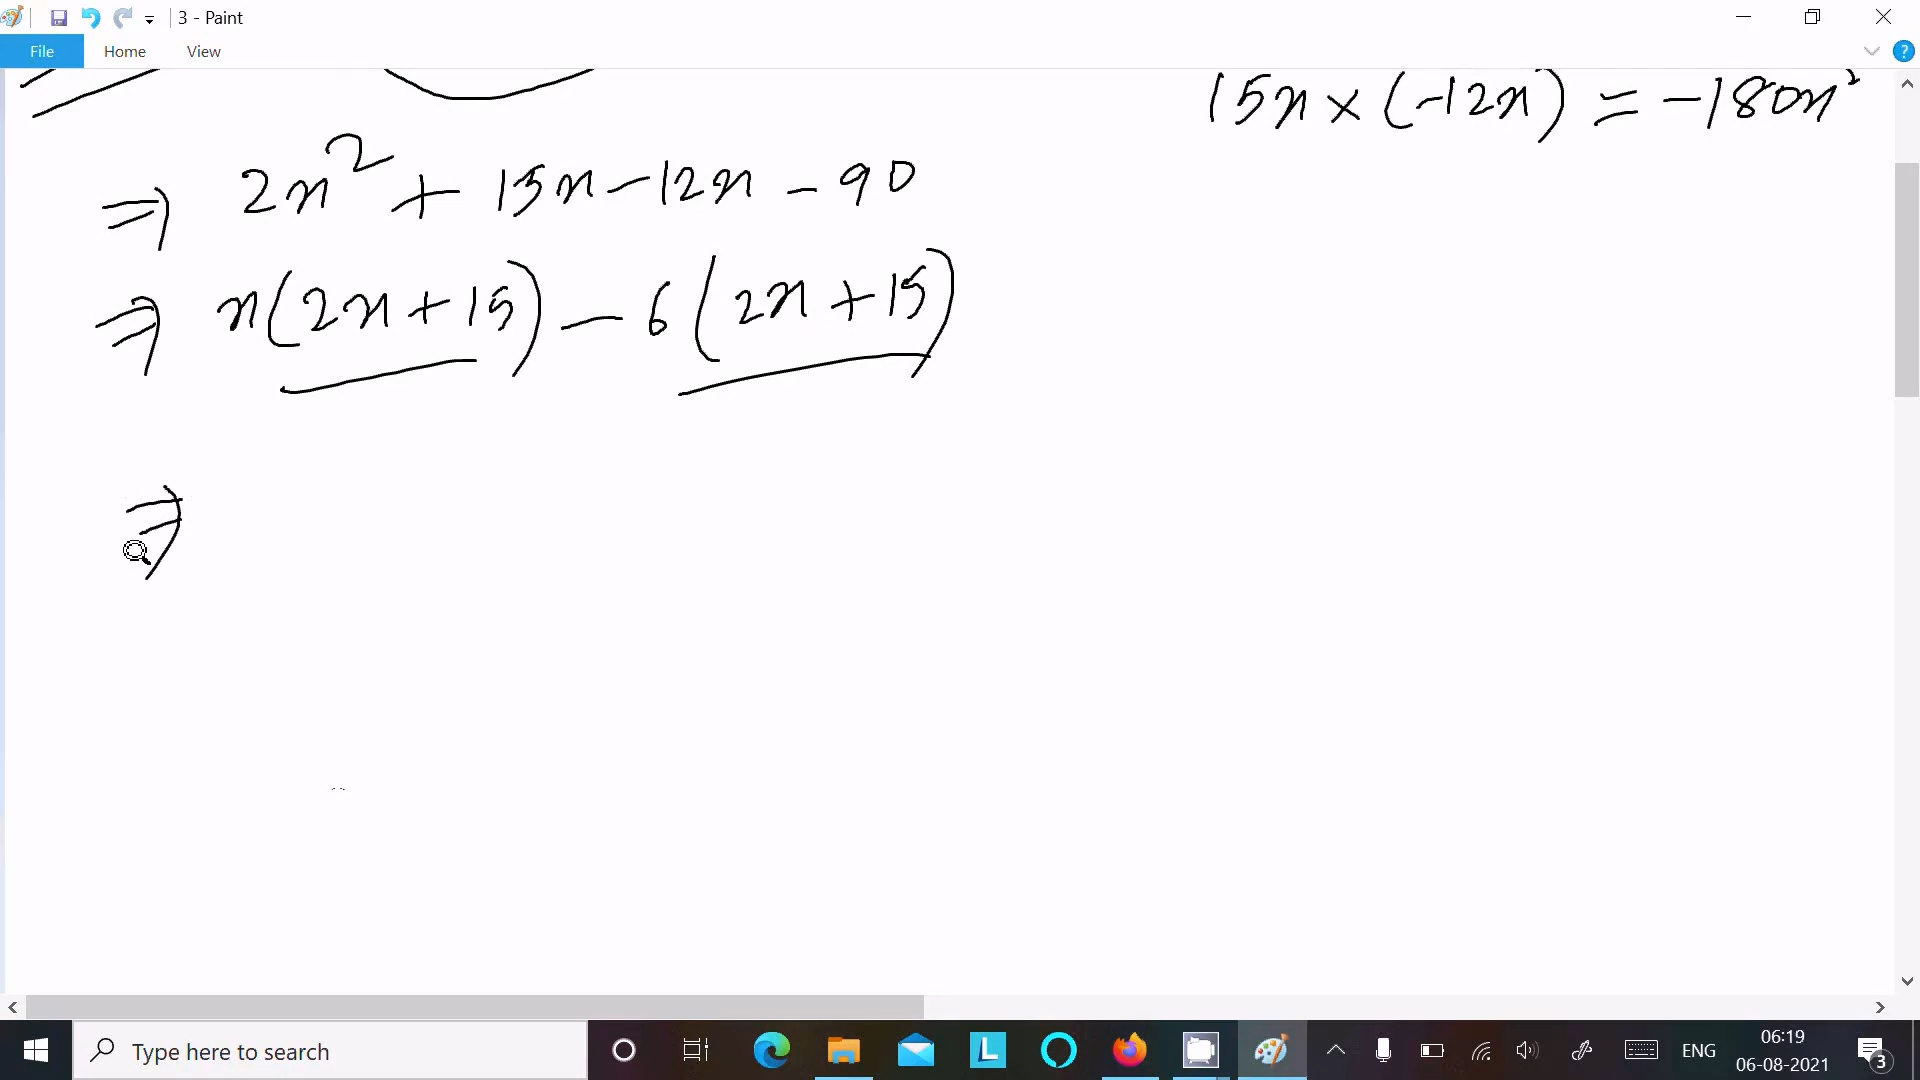 3 - Paint
File Home View
15x × (-12x) = -180x²
⇒ 2x² + 15x - 12x - 90
⇒ x(2x + 15) - 6(2x + 15)
⇒
Type here to search
ENG
06:19
06-08-2021
3